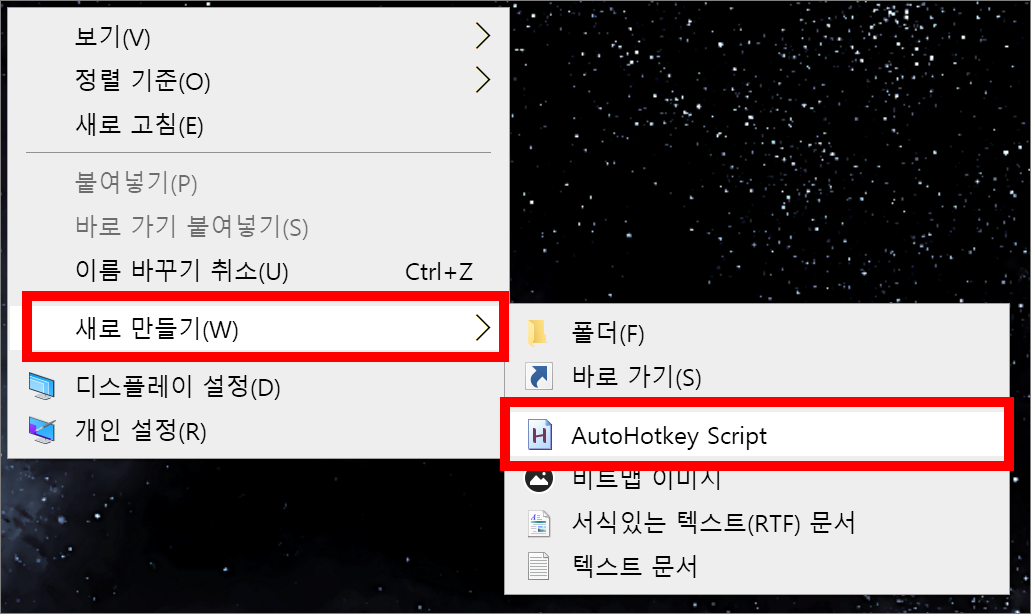 보기(V)
정렬 기준(O)
새로 고침(E)
붙여넣기(P)
바로 가기 붙여넣기(S)
이름 바꾸기 취소(U) Ctrl+Z
새로 만들기(W)
디스플레이 설정(D)
개인 설정(R)
폴더(F)
바로 가기(S)
AutoHotkey Script
비트맵 이미지
서식있는 텍스트(RTF) 문서
텍스트 문서